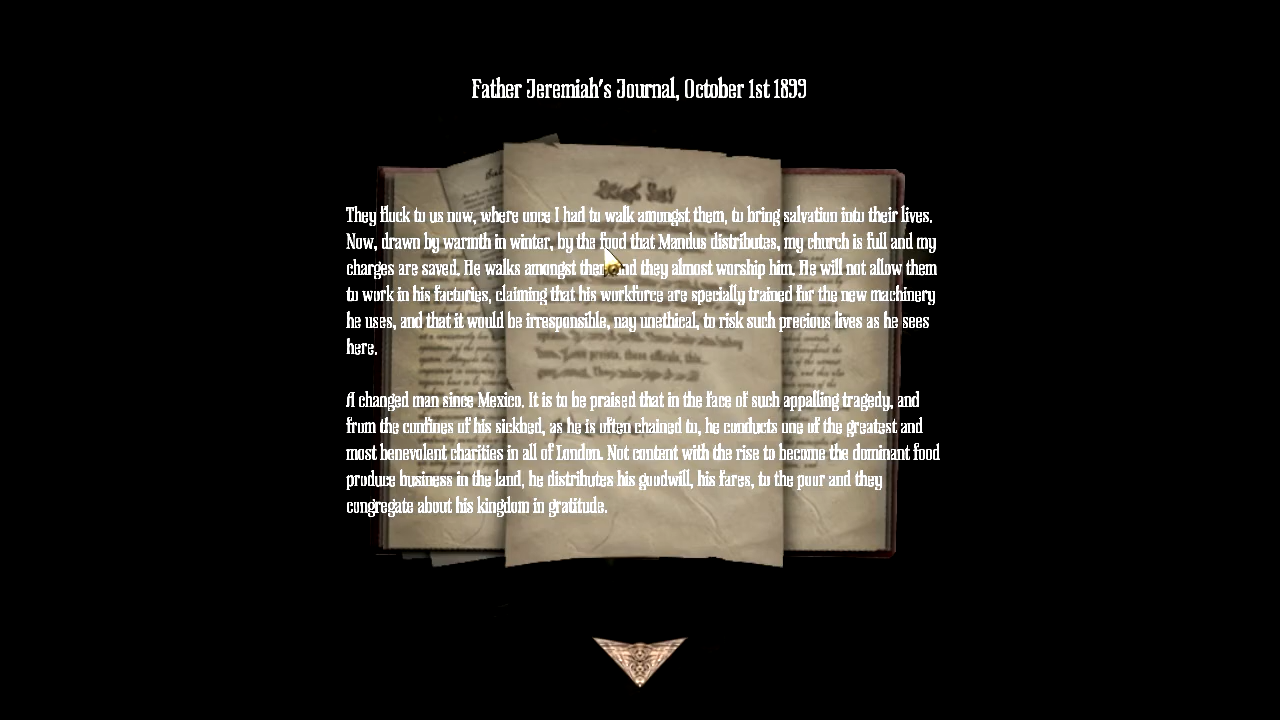 Father Jeremiah's Journal, October 1st 1899
They flock to us now, where once I had to walk amongst them, to bring salvation into their lives.
Now, drawn by warmth in winter, by the food that Mandus distributes, my church is full and my
charges are saved. He walks amongst them and they almost worship him. He will not allow them
to work in his factories, claiming that his workforce are specially trained for the new machinery
he uses, and that it would be irresponsible, nay unethical, to risk such precious lives as he sees
here.
A changed man since Mexico. It is to be praised that in the face of such appalling tragedy, and
from the confines of his sickbed, as he is often chained to, he conducts one of the greatest and
most benevolent charities in all of London. Not content with the rise to become the dominant food
produce business in the land, he distributes his goodwill, his fares, to the poor and they
congregate about his kingdom in gratitude.